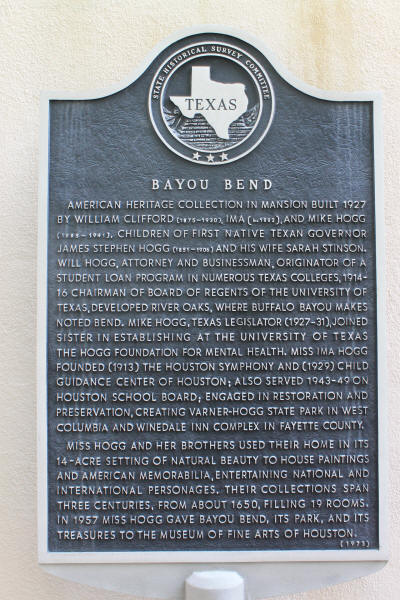 STATE HISTORICAL SURVEY COMMITTEE
TEXAS
BAYOU BEND
AMERICAN HERITAGE COLLECTION IN MANSION BUILT 1927
BY WILLIAM CLIFFORD (1875-1930), IMA (b.1882), AND MIKE HOGG
(1885-1941), CHILDREN OF FIRST NATIVE TEXAN GOVERNOR
JAMES STEPHEN HOGG (1851-1906) AND HIS WIFE SARAH STINSON.
WILL HOGG, ATTORNEY AND BUSINESSMAN, ORIGINATOR OF A
STUDENT LOAN PROGRAM IN NUMEROUS TEXAS COLLEGES, 1914-
16 CHAIRMAN OF BOARD OF REGENTS OF THE UNIVERSITY OF
TEXAS, DEVELOPED RIVER OAKS, WHERE BUFFALO BAYOU MAKES
NOTED BEND. MIKE HOGG, TEXAS LEGISLATOR (1927-31), JOINED
SISTER IN ESTABLISHING AT THE UNIVERSITY OF TEXAS
THE HOGG FOUNDATION FOR MENTAL HEALTH. MISS IMA HOGG
FOUNDED (1913) THE HOUSTON SYMPHONY AND (1929) CHILD
GUIDANCE CENTER OF HOUSTON; ALSO SERVED 1943-49 ON
HOUSTON SCHOOL BOARD; ENGAGED IN RESTORATION AND
PRESERVATION, CREATING VARNER-HOGG STATE PARK IN WEST
COLUMBIA AND WINEDALE INN COMPLEX IN FAYETTE COUNTY.
MISS HOGG AND HER BROTHERS USED THEIR HOME IN ITS
14-ACRE SETTING OF NATURAL BEAUTY TO HOUSE PAINTINGS
AND AMERICAN MEMORABILIA, ENTERTAINING NATIONAL AND
INTERNATIONAL PERSONAGES. THEIR COLLECTIONS SPAN
THREE CENTURIES, FROM ABOUT 1650, FILLING 19 ROOMS.
IN 1957 MISS HOGG GAVE BAYOU BEND, ITS PARK, AND ITS
TREASURES TO THE MUSEUM OF FINE ARTS OF HOUSTON.
(1973)